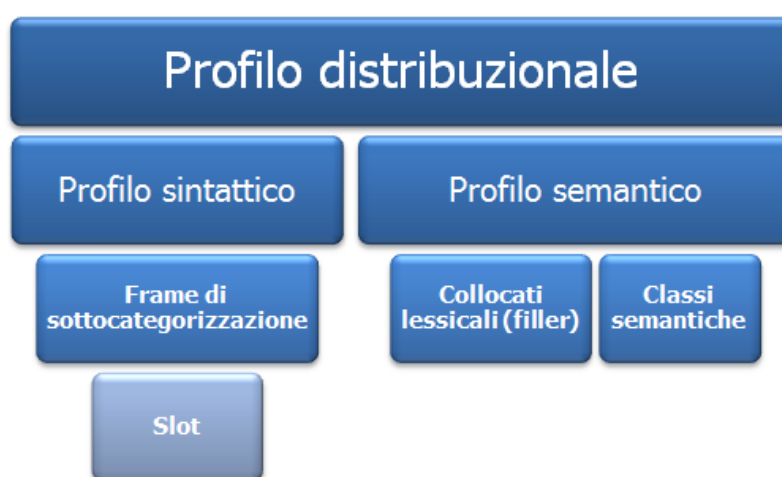 Profilo distribuzionale
Profilo sintattico
Profilo semantico
Frame di
sottocategorizzazione
Collocati
lessicali (filler)
Classi
semantiche
Slot